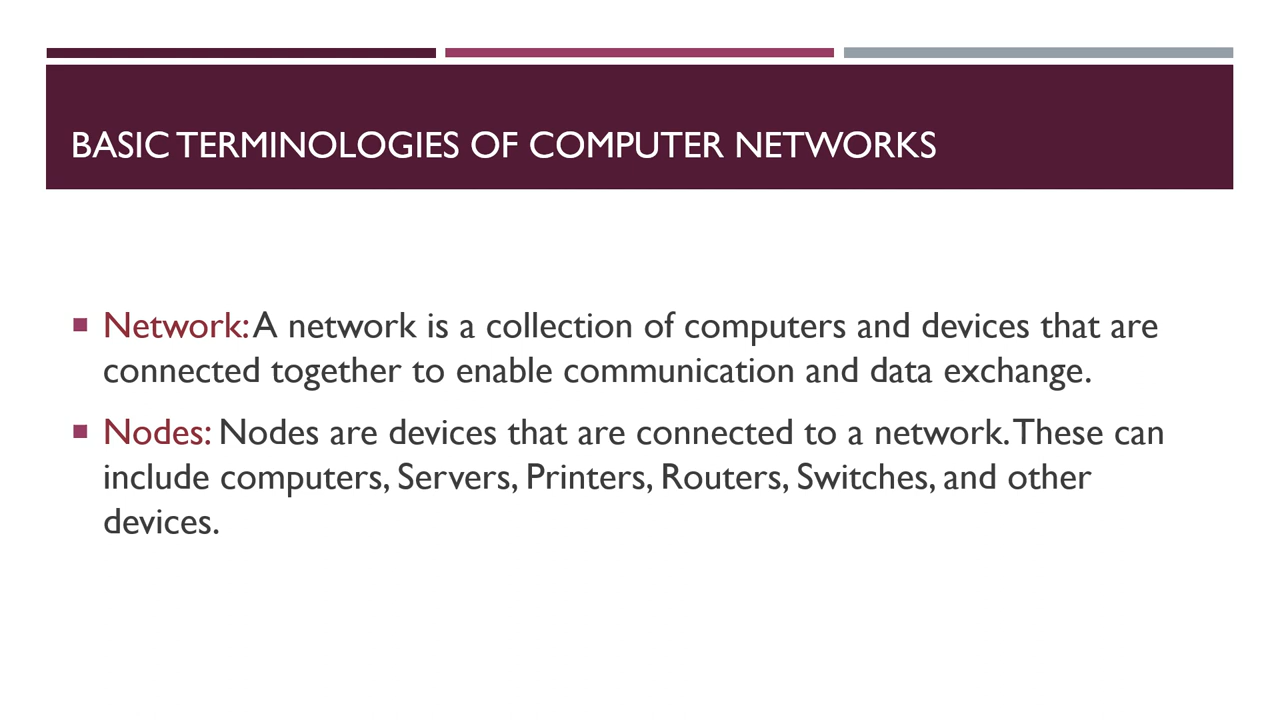 BASIC TERMINOLOGIES OF COMPUTER NETWORKS
Network: A network is a collection of computers and devices that are
connected together to enable communication and data exchange.
Nodes: Nodes are devices that are connected to a network. These can
include computers, Servers, Printers, Routers, Switches, and other
devices.